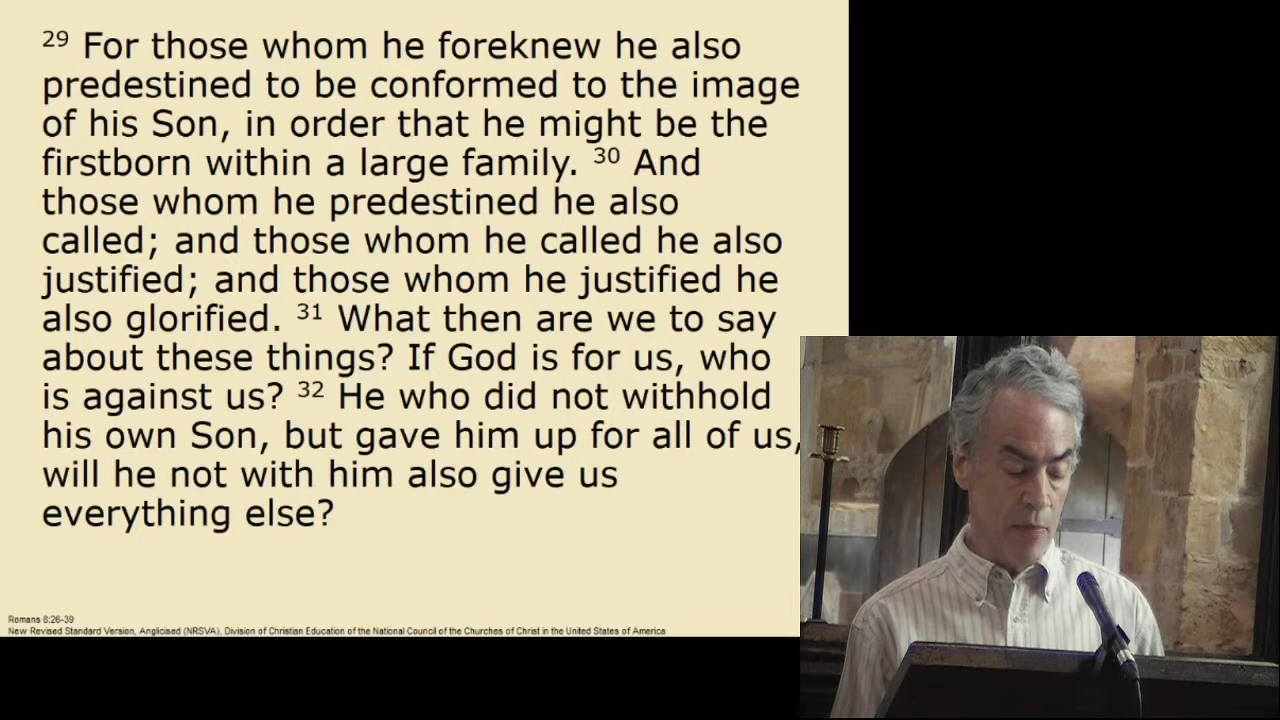 29 For those whom he foreknew he also
predestined to be conformed to the image
of his Son, in order that he might be the
firstborn within a large family. 30 And
those whom he predestined he also
called; and those whom he called he also
justified; and those whom he justified he
also glorified. 31 What then are we to say
about these things? If God is for us, who
is against us? 32 He who did not withhold
his own Son, but gave him up for all of us,
will he not with him also give us
everything else?
Romans 8:26-39
New Revised Standard Version, Anglicised (NRSVA), Division of Christian Education of the National Council of the Churches of Christ in the United States of America